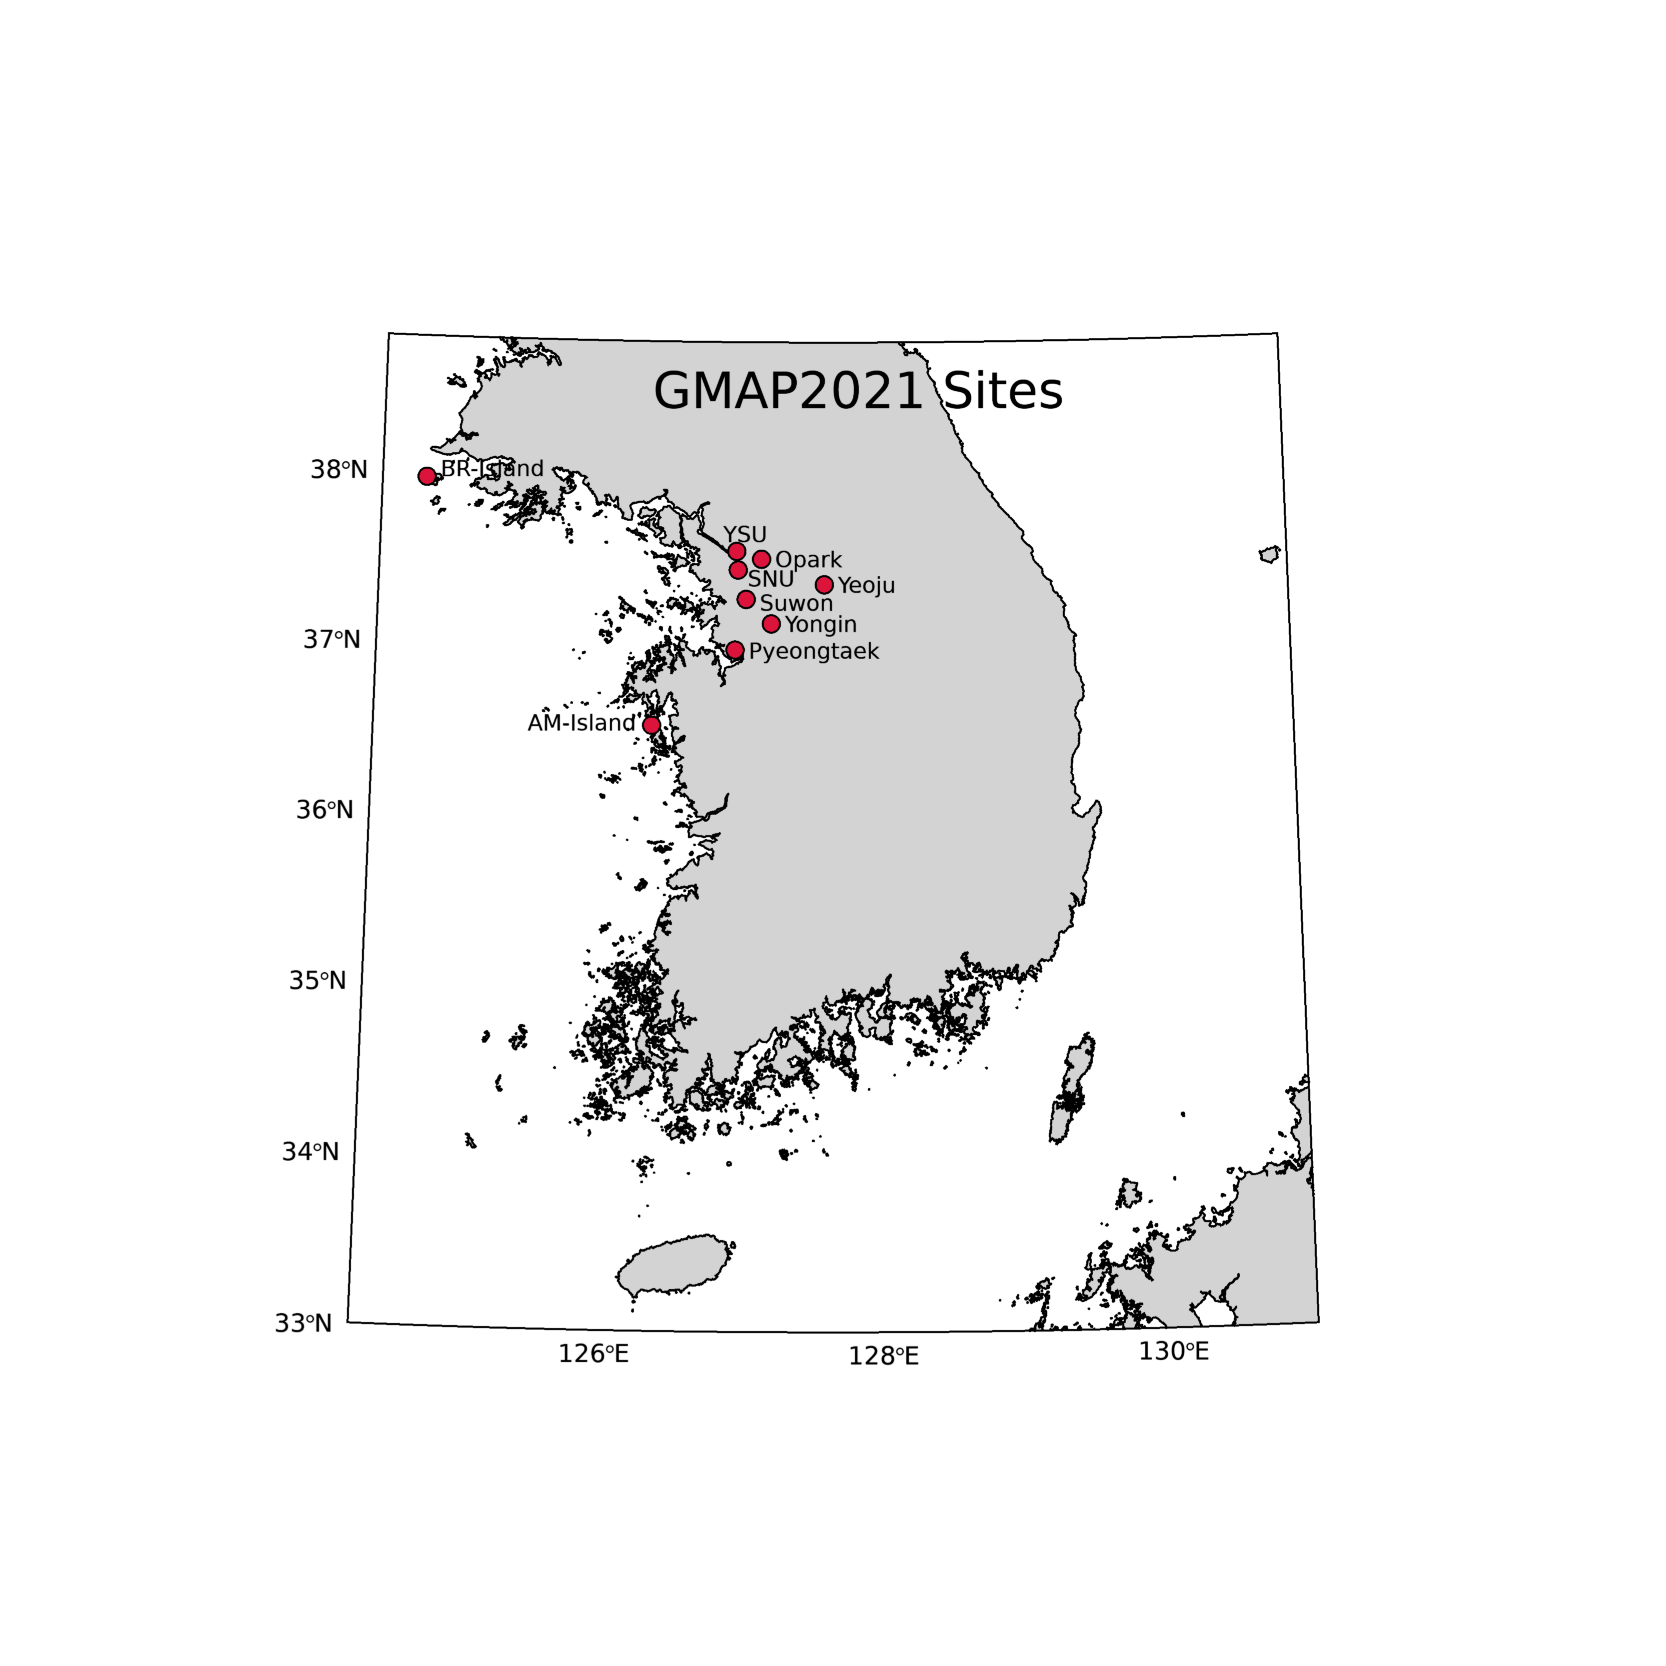 GMAP2021 Sites
38°N
BR-Island
YSU
Opark
SNU
Yeoju
Suwon
Yongin
37°N
Pyeongtaek
AM-Island
36°N
35°N
34°N
33°N
126°E
128°E
130°E